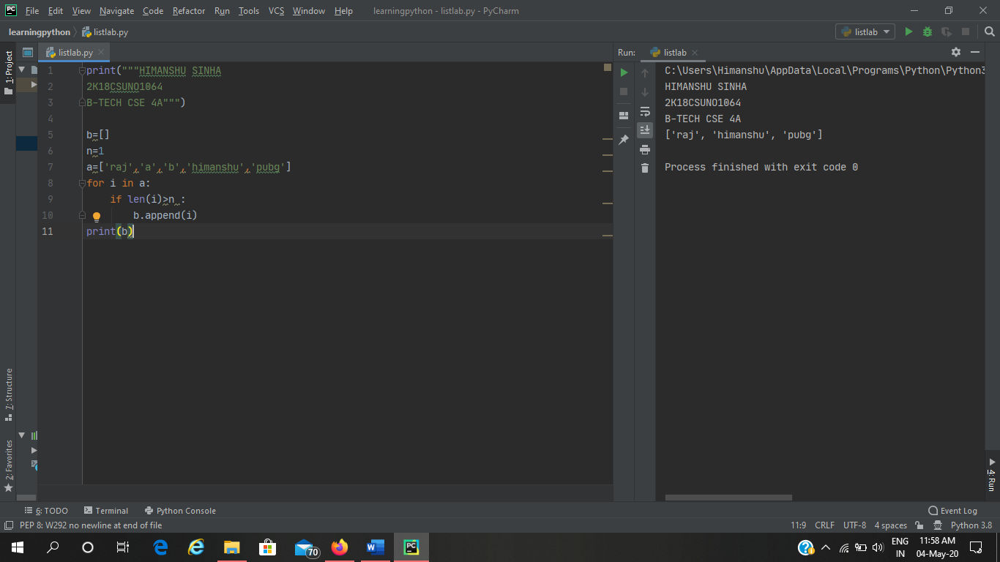 PC File Edit View Navigate Code Refactor Run Tools VCS Window Help learningpython - listlab.py - PyCharm
learningpython listlab.py listlab
1: Project
listlab.py
Run: listlab
1 print("""HIMANSHU SINHA
2 2K18CSUN01064
3 B-TECH CSE 4A""")
4
5 b=[]
6 n=1
7 a=['raj','a','b','himanshu','pubg']
8 for i in a:
9 if len(i)>n :
10 b.append(i)
11 print(b)
C:\Users\Himanshu\AppData\Local\Programs\Python\Python3
HIMANSHU SINHA
2K18CSUN01064
B-TECH CSE 4A
['raj', 'himanshu', 'pubg']
Process finished with exit code 0
7: Structure
2: Favorites
4: Run
6: TODO Terminal Python Console Event Log
PEP 8: W292 no newline at end of file 11:9 CRLF UTF-8 4 spaces Python 3.8
70 PC ENG 11:58 AM
IN 04-May-20